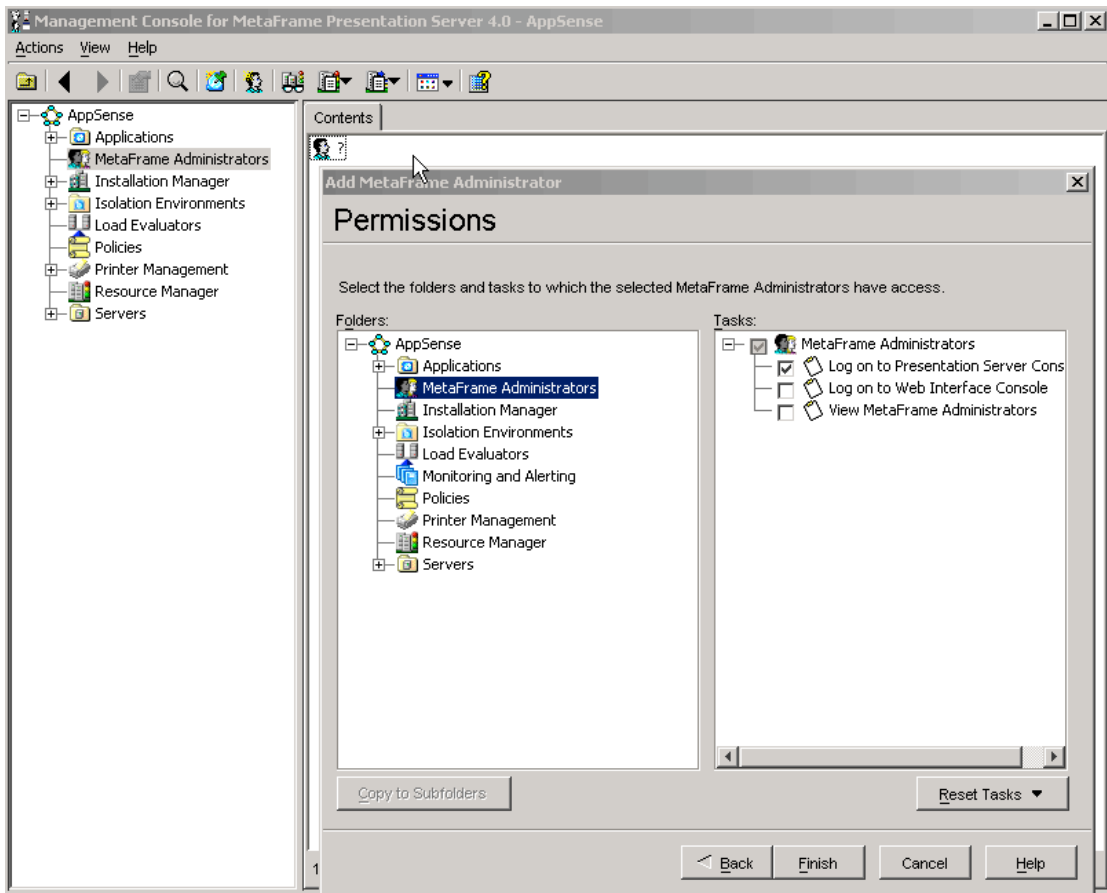 Management Console for MetaFrame Presentation Server 4.0 - AppSense
Actions View Help
AppSense
Applications
MetaFrame Administrators
Installation Manager
Isolation Environments
Load Evaluators
Policies
Printer Management
Resource Manager
Servers
Contents
?
Add MetaFrame Administrator
Permissions
Select the folders and tasks to which the selected MetaFrame Administrators have access.
Folders:
AppSense
Applications
MetaFrame Administrators
Installation Manager
Isolation Environments
Load Evaluators
Monitoring and Alerting
Policies
Printer Management
Resource Manager
Servers
Tasks:
MetaFrame Administrators
Log on to Presentation Server Cons
Log on to Web Interface Console
View MetaFrame Administrators
Copy to Subfolders
Reset Tasks
1
Back Finish Cancel Help